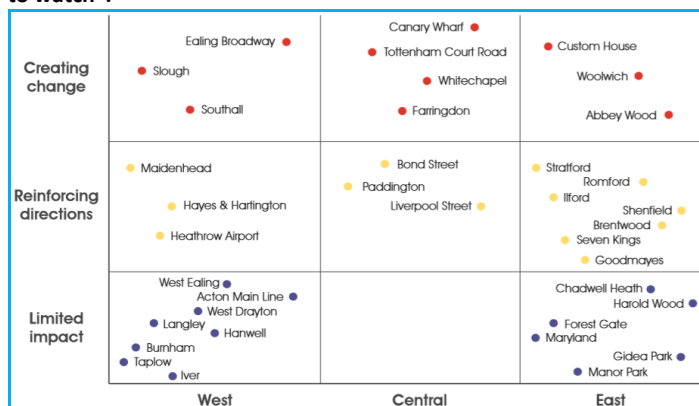 to watch
Creating
change
Ealing Broadway
Slough
Southall
Canary Wharf
Tottenham Court Road
Whitechapel
Farringdon
Custom House
Woolwich
Abbey Wood
Reinforcing
directions
Maidenhead
Hayes & Hartington
Heathrow Airport
Bond Street
Paddington
Liverpool Street
Stratford
Romford
Ilford
Shenfield
Brentwood
Seven Kings
Goodmayes
Limited
impact
West Ealing
Acton Main Line
West Drayton
Langley
Hanwell
Burnham
Taplow
Iver
Chadwell Heath
Harold Wood
Forest Gate
Maryland
Gidea Park
Manor Park
West
Central
East